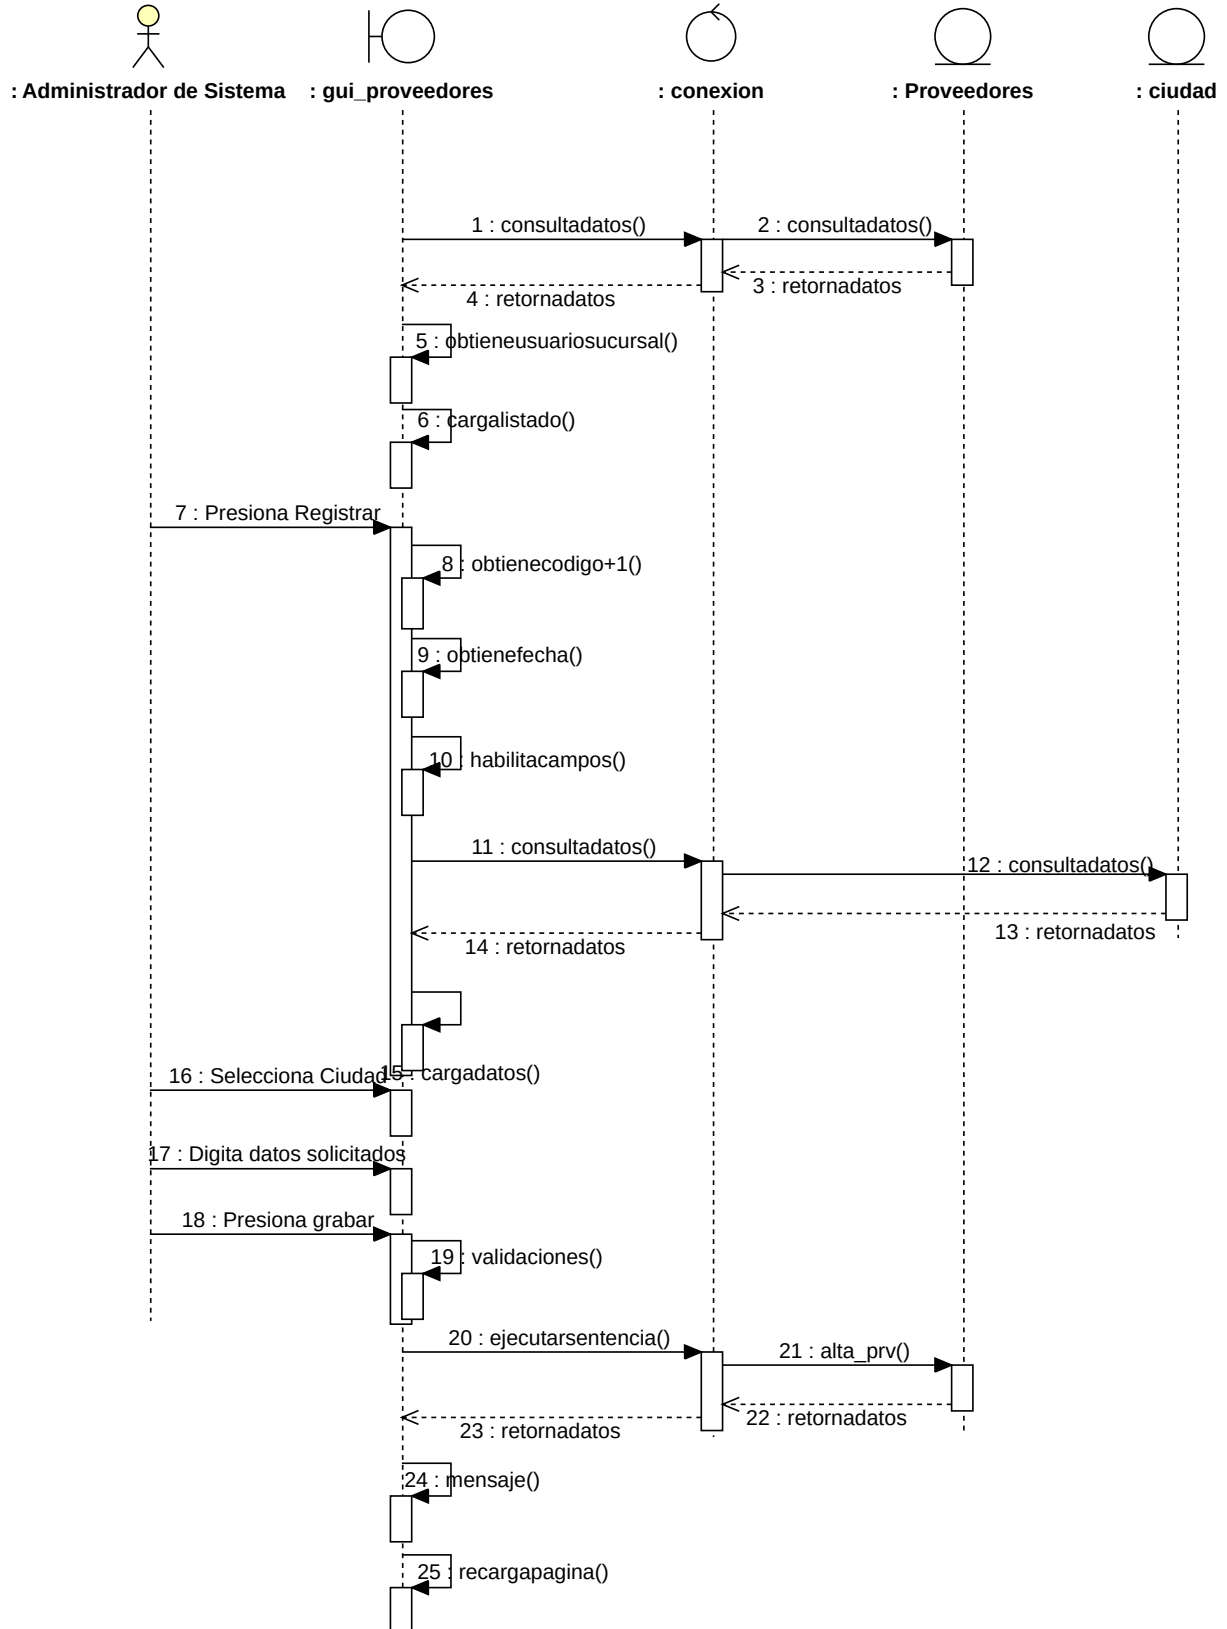 : Administrador de Sistema
: gui_proveedores
: conexion
: Proveedores
: ciudad
1 : consultadatos()
2 : consultadatos()
3 : retornadatos
4 : retornadatos
5 : obtieneusuariosucursal()
6 : cargalistado()
7 : Presiona Registrar
8 : obtienecodigo+1()
9 : obtienefecha()
10 : habilitacampos()
11 : consultadatos()
12 : consultadatos()
13 : retornadatos
14 : retornadatos
15 : cargadatos()
16 : Selecciona Ciudad
17 : Digita datos solicitados
18 : Presiona grabar
19 : validaciones()
20 : ejecutarsentencia()
21 : alta_prv()
22 : retornadatos
23 : retornadatos
24 : mensaje()
25 : recargapagina()